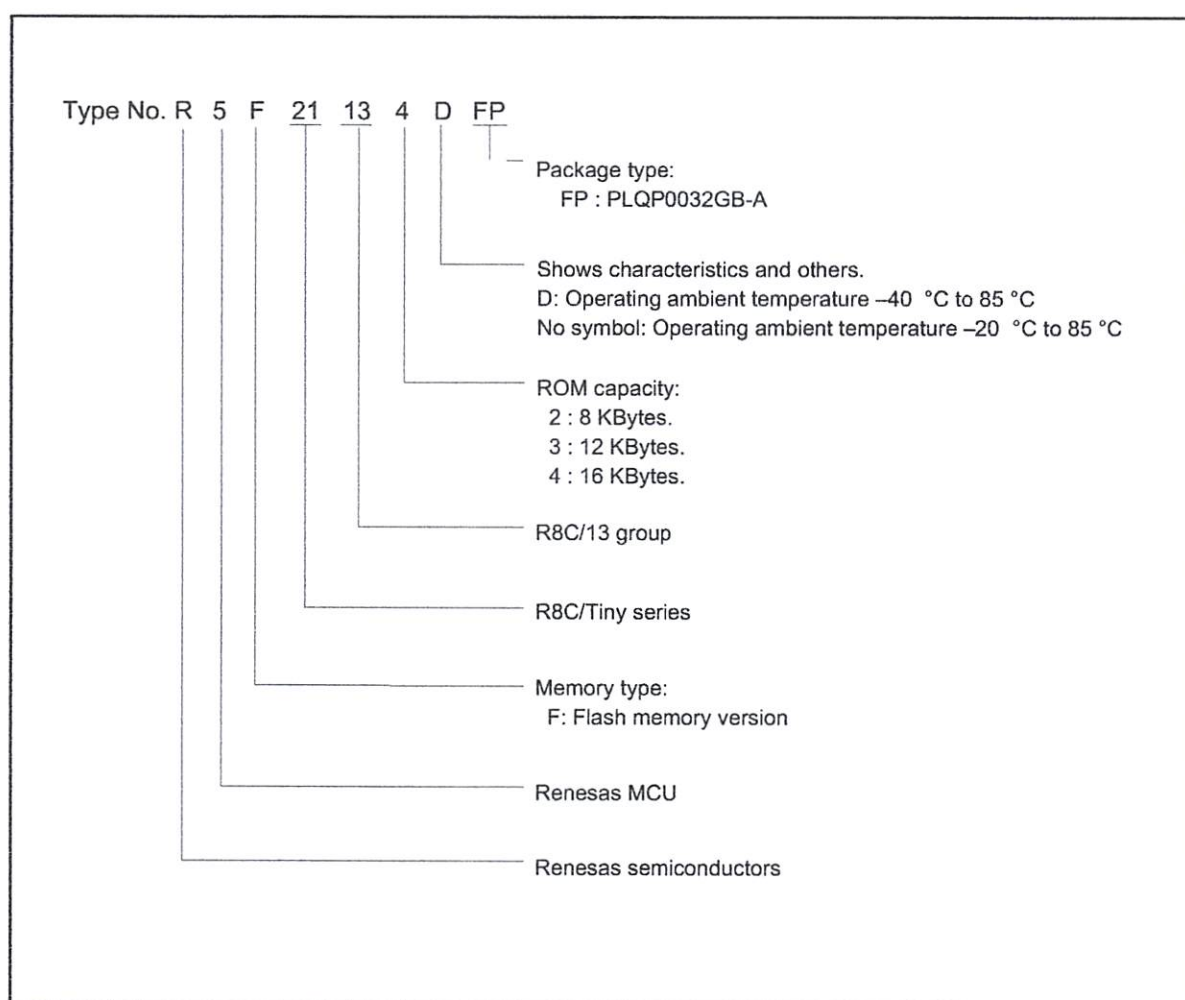 Type No. R 5 F 21 13 4 D FP
Package type:
FP : PLQP0032GB-A
Shows characteristics and others.
D: Operating ambient temperature –40 °C to 85 °C
No symbol: Operating ambient temperature –20 °C to 85 °C
ROM capacity:
2 : 8 KBytes.
3 : 12 KBytes.
4 : 16 KBytes.
R8C/13 group
R8C/Tiny series
Memory type:
F: Flash memory version
Renesas MCU
Renesas semiconductors